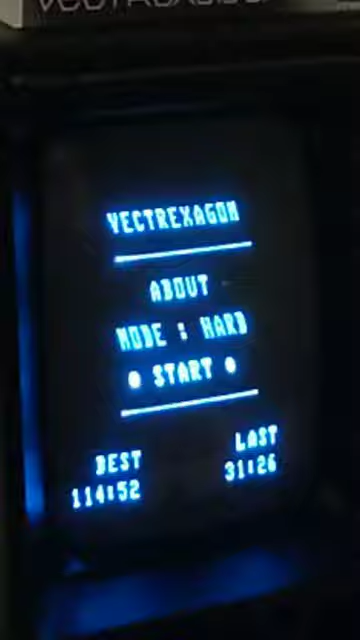 VECTREXAGON
ABOUT
MODE : HARD
• START •
BEST
114:52
LAST
31:26